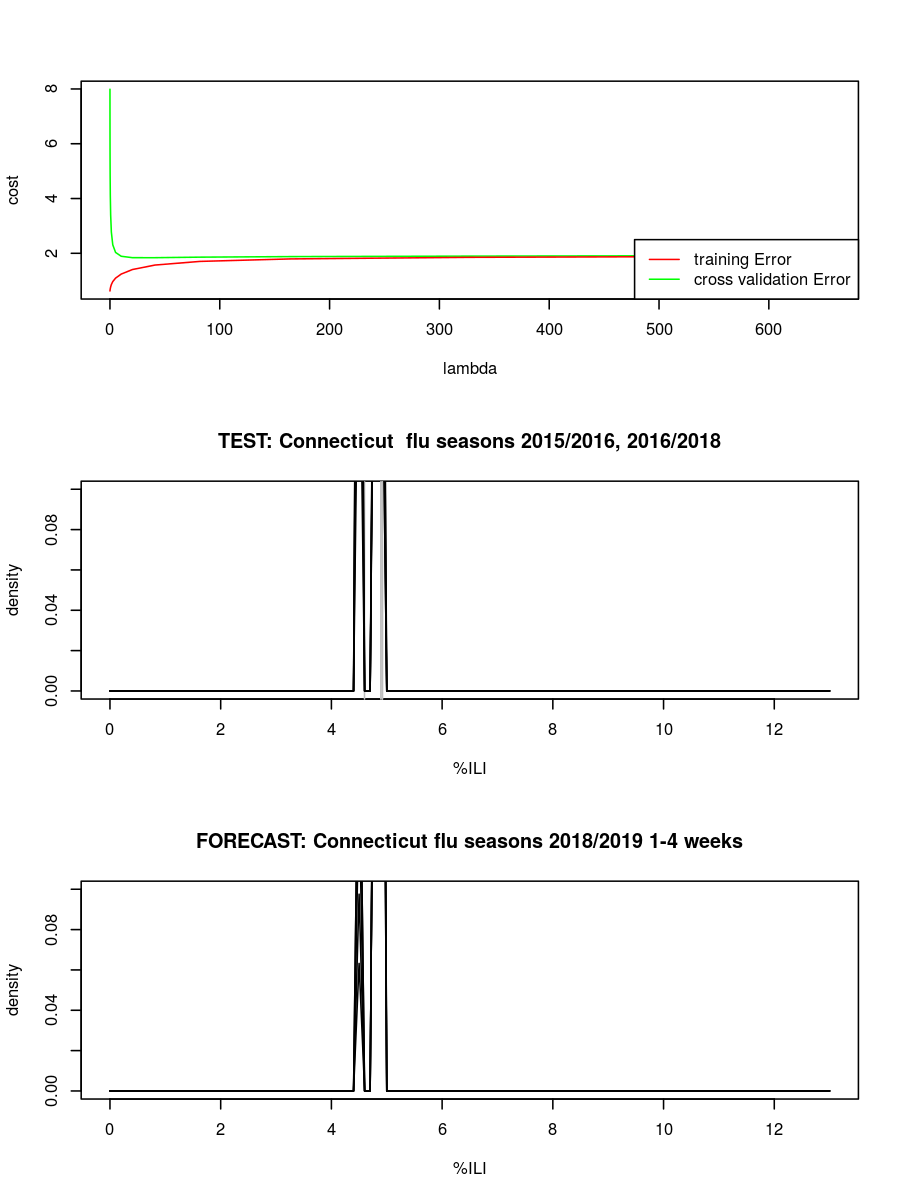 8
6
4
2
cost
training Error
cross validation Error
0 100 200 300 400 500 600
lambda
TEST: Connecticut  flu seasons 2015/2016, 2016/2018
0.08
0.04
0.00
density
0 2 4 6 8 10 12
%ILI
FORECAST: Connecticut flu seasons 2018/2019 1-4 weeks
0.08
0.04
0.00
density
0 2 4 6 8 10 12
%ILI